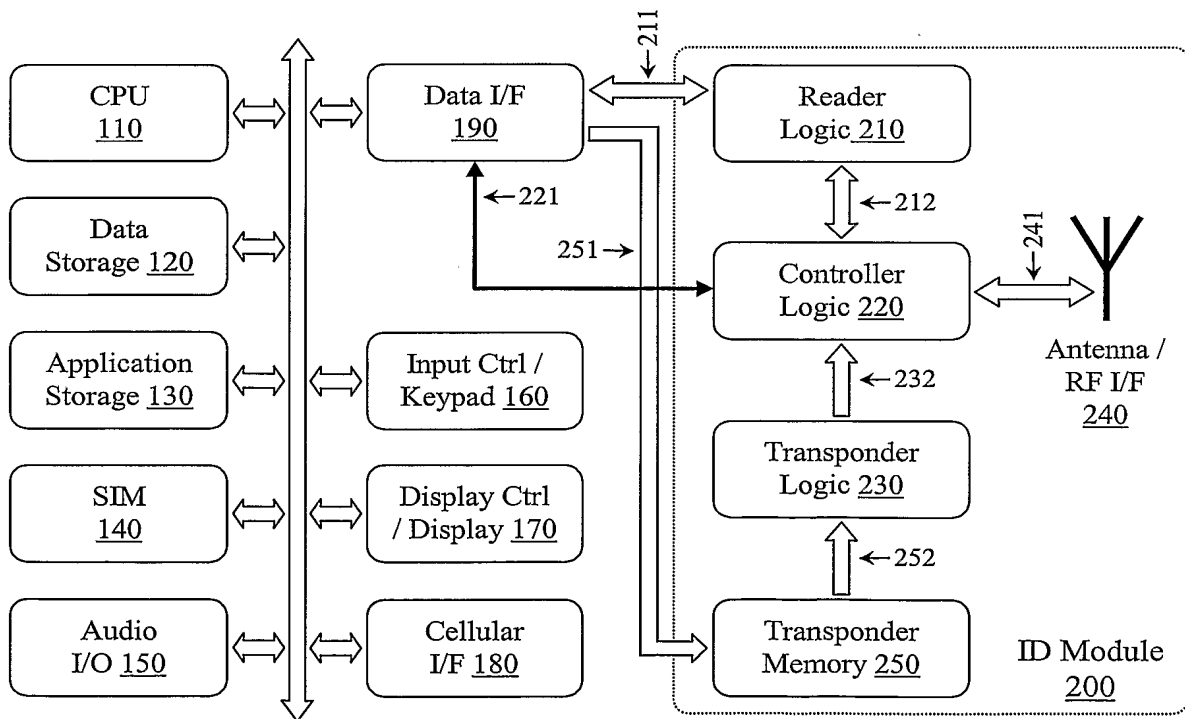 CPU
110
Data
Storage 120
Application
Storage 130
SIM
140
Audio
I/O 150
Data I/F
190
Input Ctrl /
Keypad 160
Display Ctrl
/ Display 170
Cellular
I/F 180
211
221
251
Reader
Logic 210
212
Controller
Logic 220
241
232
Transponder
Logic 230
252
Transponder
Memory 250
Antenna /
RF I/F
240
ID Module
200